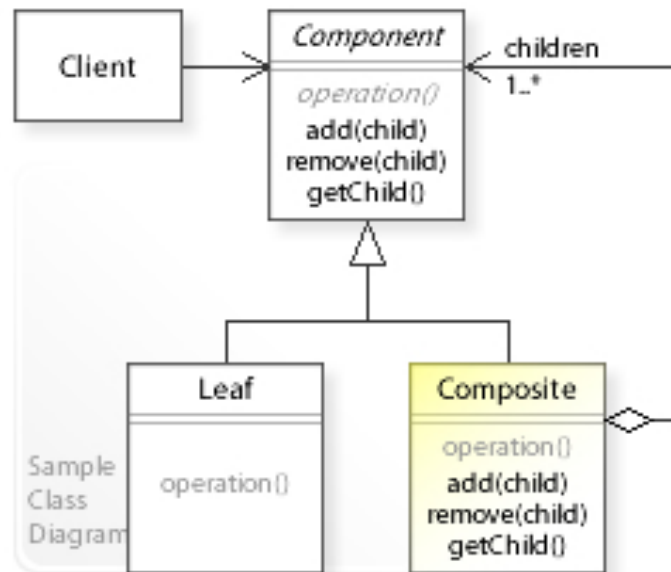 Client
Component
operation()
add(child)
remove(child)
getChild()
children
1..*
Leaf
operation()
Composite
operation()
add(child)
remove(child)
getChild()
Sample
Class
Diagram